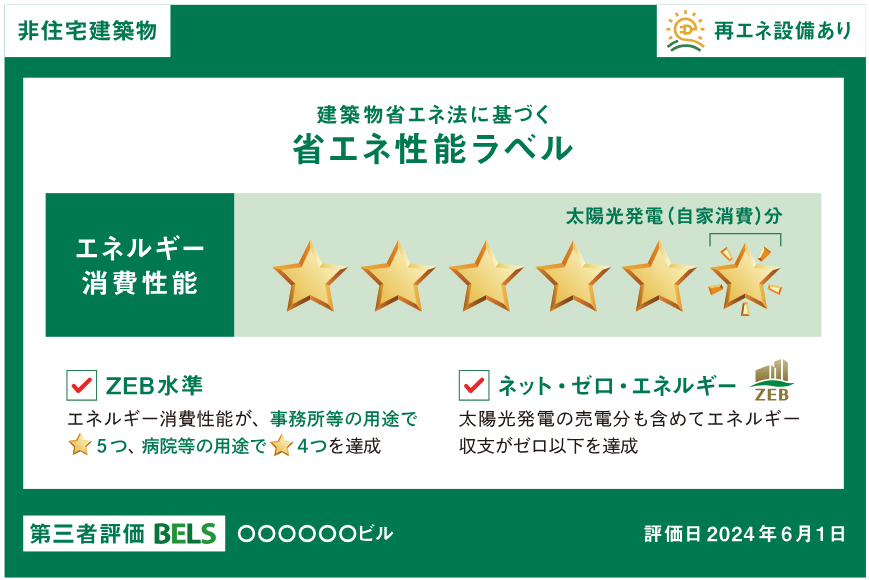 非住宅建築物
再エネ設備あり
建築物省エネ法に基づく
省エネ性能ラベル
太陽光発電（自家消費）分
エネルギー
消費性能
ZEB水準
エネルギー消費性能が、事務所等の用途で
5つ、病院等の用途で4つを達成
ネット・ゼロ・エネルギー
ZEB
太陽光発電の売電分も含めてエネルギー
収支がゼロ以下を達成
第三者評価 BELS
〇〇〇〇〇〇ビル
評価日2024年6月1日